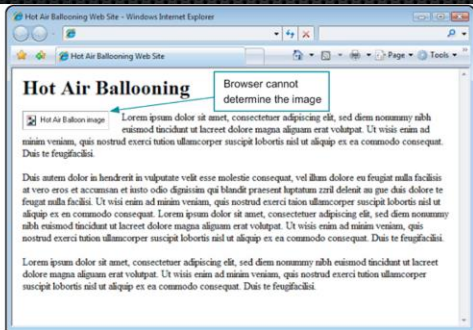 Hot Air Ballooning Web Site - Windows Internet Explorer
Hot Air Ballooning Web Site
Page
Tools
Hot Air Ballooning
Browser cannot
determine the image
Hot Air Balloon image
Lorem ipsum dolor sit amet, consectetuer adipiscing elit, sed diem nonummy nibh
euismod tincidunt ut lacreet dolore magna aliguam erat volutpat. Ut wisis enim ad
minim veniam, quis nostrud exerci tution ullamcorper suscipit lobortis nisl ut aliquip ex ea commodo consequat.
Duis te feugifacilisi.
Duis autem dolor in hendrerit in vulputate velit esse molestie consequat, vel illum dolore eu feugiat nulla facilisis
at vero eros et accumsan et iusto odio dignissim qui blandit praesent luptatum zzril delenit au gue duis dolore te
feugat nulla facilisi. Ut wisi enim ad minim veniam, quis nostrud exerci taion ullamcorper suscipit lobortis nisl ut
aliquip ex en commodo consequat. Lorem ipsum dolor sit amet, consectetuer adipiscing elit, sed diem nonummy
nibh euismod tincidunt ut lacreet dolore magna aliguam erat volutpat. Ut wisis enim ad minim veniam, quis
nostrud exerci tution ullamcorper suscipit lobortis nisl ut aliquip ex ea commodo consequat. Duis te feugifacilisi.
Lorem ipsum dolor sit amet, consectetuer adipiscing elit, sed diem nonummy nibh euismod tincidunt ut lacreet
dolore magna aliguam erat volutpat. Ut wisis enim ad minim veniam, quis nostrud exerci tution ullamcorper
suscipit lobortis nisl ut aliquip ex ea commodo consequat. Duis te feugifacilisi.